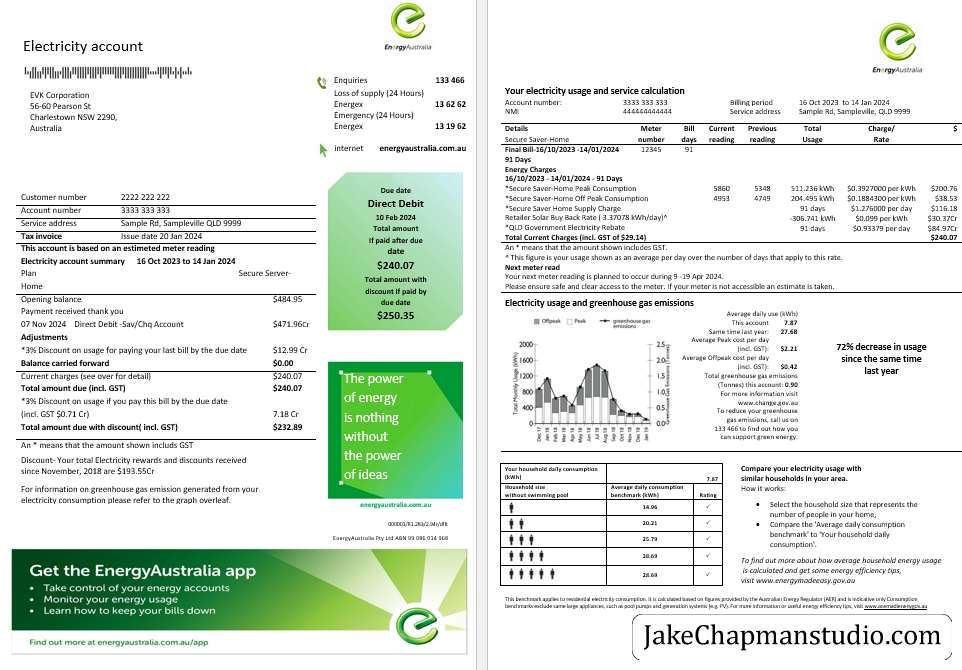 Electricity account
EnergyAustralia
EVK Corporation
56-60 Pearson St
Charlestown NSW 2290,
Australia
Enquiries 133 466
Loss of supply (24 Hours)
Energex 13 62 62
Emergency (24 Hours)
Energex 13 19 62
internet energyaustralia.com.au
Due date
Direct Debit
10 Feb 2024
Total amount
If paid after due
date
$240.07
Total amount with
discount if paid by
due date
$250.35
Customer number 2222 222 222
Account number 3333 333 333
Service address Sample Rd, Sampleville QLD 9999
Tax invoice Issue date 20 Jan 2024
This account is based on an estimeted meter reading
Electricity account summary 16 Oct 2023 to 14 Jan 2024
Plan Secure Server-
Home
Opening balance $484.95
Payment received thank you
07 Nov 2024 Direct Debit -Sav/Chq Account $471.96Cr
Adjustments
*3% Discount on usage for paying your last bill by the due date $12.99 Cr
Balance carried forward $0.00
Current charges (see over for detail) $240.07
Total amount due (incl. GST) $240.07
*3% Discount on usage if you pay this bill by the due date
(incl. GST $0.71 Cr) 7.18 Cr
Total amount due with discount( incl. GST) $232.89
An * means that the amount shown includs GST
Discount- Your total Electricity rewards and discounts received
since November, 2018 are $193.55Cr
For information on greenhouse gas emission generated from your
electricity consumption please refer to the graph overleaf.
The power
of energy
is nothing
without
the power
of ideas
energyaustralia.com.au
EnergyAustralia Pty Ltd ABN 99 086 014 968
Get the EnergyAustralia app
• Take control of your energy accounts
• Monitor your energy usage
• Learn how to keep your bills down
Find out more at energyaustralia.com.au/app
EnergyAustralia
Your electricity usage and service calculation
Account number: 3333 333 333 Billing period 16 Oct 2023 to 14 Jan 2024
NMI 44444444444 Service address Sample Rd, Sampleville, QLD 9999
Details Meter Bill Current Previous Total Charge/ $
Secure Saver-Home number days reading reading Usage Rate
Final Bill-16/10/2023 -14/01/2024 12345 91
91 Days
Energy Charges
16/10/2023 - 14/01/2024 - 91 Days
*Secure Saver-Home Peak Consumption 5860 5348 511.236 kWh $0.3927000 per kWh $200.76
*Secure Saver-Home Off Peak Consumption 4953 4749 204.495 kWh $0.1884300 per kWh $38.53
*Secure Saver Home Supply Charge 91 days $1.276000 per day $116.18
Retailer Solar Buy Back Rate ( 3.37078 kWh/day)^ -306.741 kWh $0.099 per kWh $30.37Cr
*QLD Government Electricity Rebate 91 days $0.93379 per day $84.97Cr
Total Current Charges (incl. GST of $29.14) $240.07
An * means that the amount shown includes GST.
^ This figure is your usage shown as an average per day over the number of days that apply to this rate.
Next meter read
Your next meter reading is planned to occur during 9 -19 Apr 2024.
Please ensure safe and clear access to the meter. If your meter is not accessible an estimate is taken.
Electricity usage and greenhouse gas emissions
Offpeak Peak greenhouse gas
emissions
Total Monthly Usage (kWh)
2000
1600
1200
800
400
0
2.5
2.0
1.5
1.0
0.5
0.0
Dec 17 Jan 18 Feb 18 Mar 18 Apr 18 May 18 Jun 18 Jul 18 Aug 18 Sep 18 Oct 18 Nov 18 Dec 18 Jan 19
Average daily use (kWh)
This account 7.87
Same time last year: 27.68
Average Peak cost per day
(incl. GST): $2.21
Average Offpeak cost per day
(incl. GST): $0.42
Total greenhouse gas emissions
(Tonnes) this account: 0.90
For more information visit
www.change.gov.au
To reduce your greenhouse
gas emissions, call us on
133 466 to find out how you
can support green energy.
72% decrease in usage
since the same time
last year
Your household daily consumption
(kWh) 7.87
Household size Average daily consumption
without swimming pool benchmark (kWh) Rating
14.96 ✓
20.21 ✓
25.79 ✓
28.69 ✓
28.69 ✓
Compare your electricity usage with
similar households in your area.
How it works:
• Select the household size that represents the
number of people in your home,
• Compare the 'Average daily consumption
benchmark' to 'Your household daily
consumption'.
To find out more about how average household energy usage
is calculated and get some energy efficiency tips,
visit www.energymadeeasy.gov.au
This benchmark applies to residential electricity consumption. It is calculated based on figures provided by the Australian Energy Regulator (AER) and is indicative only Consumption
JakeChapmanstudio.com